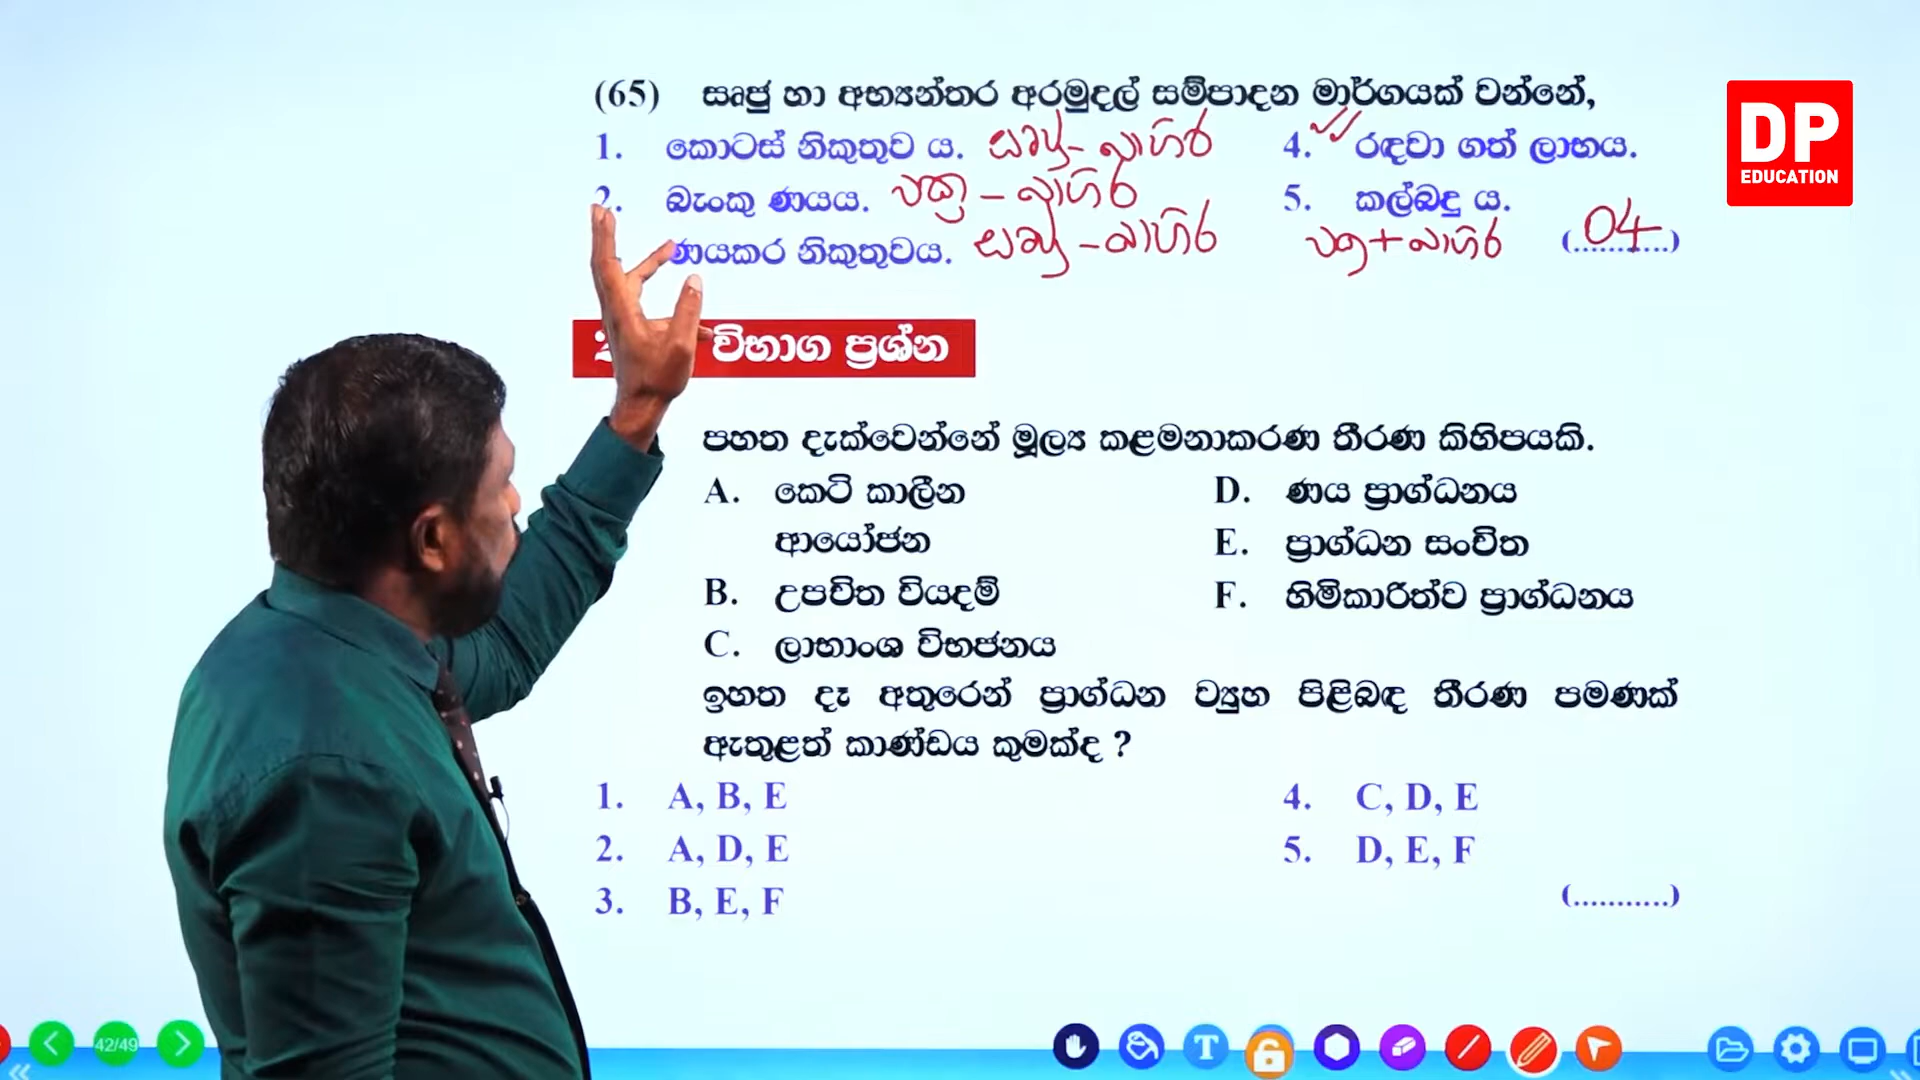 (65) සෘජු හා අභ්‍යන්තර අරමුදල් සම්පාදන මාර්ගයක් වන්නේ,
1. කොටස් නිකුතුව ය. සෘජු - බාහිර 4. රඳවා ගත් ලාභය.
2. බැංකු ණයය. වක්‍ර - බාහිර 5. කල්බදු ය.
ණයකර නිකුතුවය. සෘජු - බාහිර වක්‍ර + බාහිර (...04...)
DP
EDUCATION
විභාග ප්‍රශ්න
පහත දැක්වෙන්නේ මූල්‍ය කළමනාකරණ තීරණ කිහිපයකි.
A. කෙටි කාලීන D. ණය ප්‍රාග්ධනය
ආයෝජන E. ප්‍රාග්ධන සංචිත
B. උපචිත වියදම් F. හිමිකාරිත්ව ප්‍රාග්ධනය
C. ලාභාංශ විභජනය
ඉහත දෑ අතුරෙන් ප්‍රාග්ධන ව්‍යුහ පිළිබඳ තීරණ පමණක්
ඇතුළත් කාණ්ඩය කුමක්ද ?
1. A, B, E 4. C, D, E
2. A, D, E 5. D, E, F
3. B, E, F (...........)
42/49